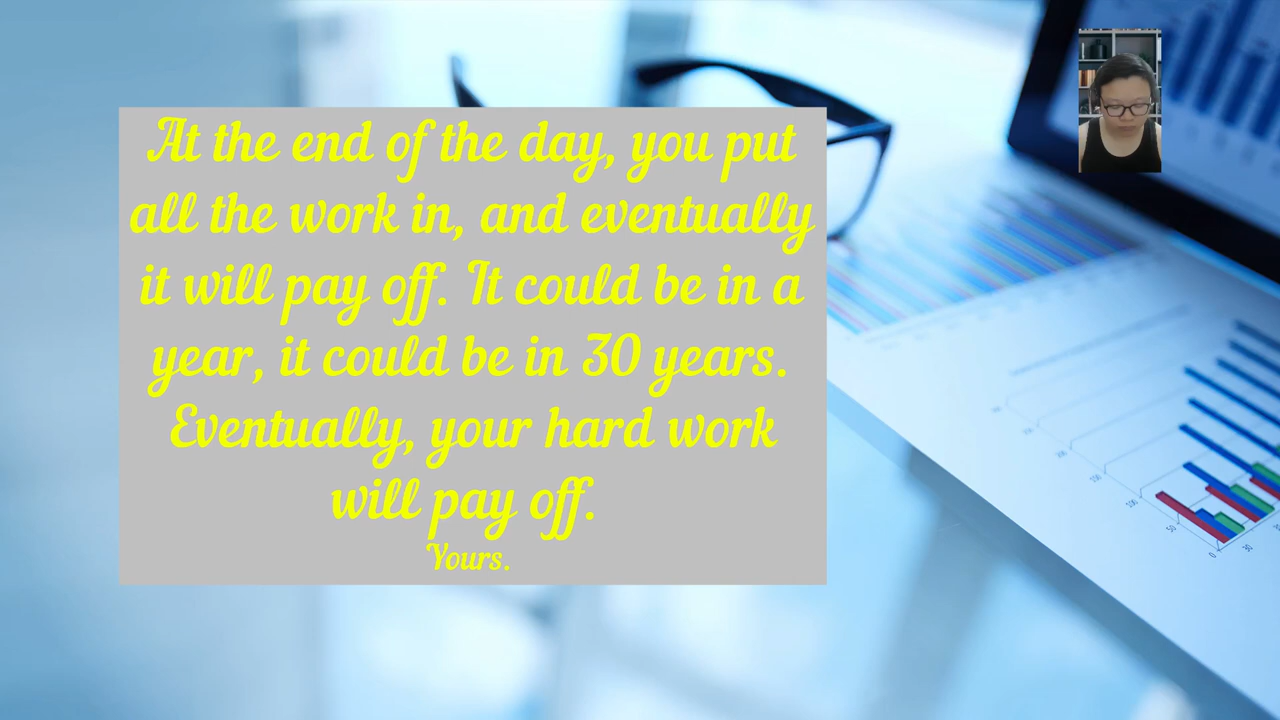 At the end of the day, you put
all the work in, and eventually
it will pay off. It could be in a
year, it could be in 30 years.
Eventually, your hard work
will pay off.
Yours.